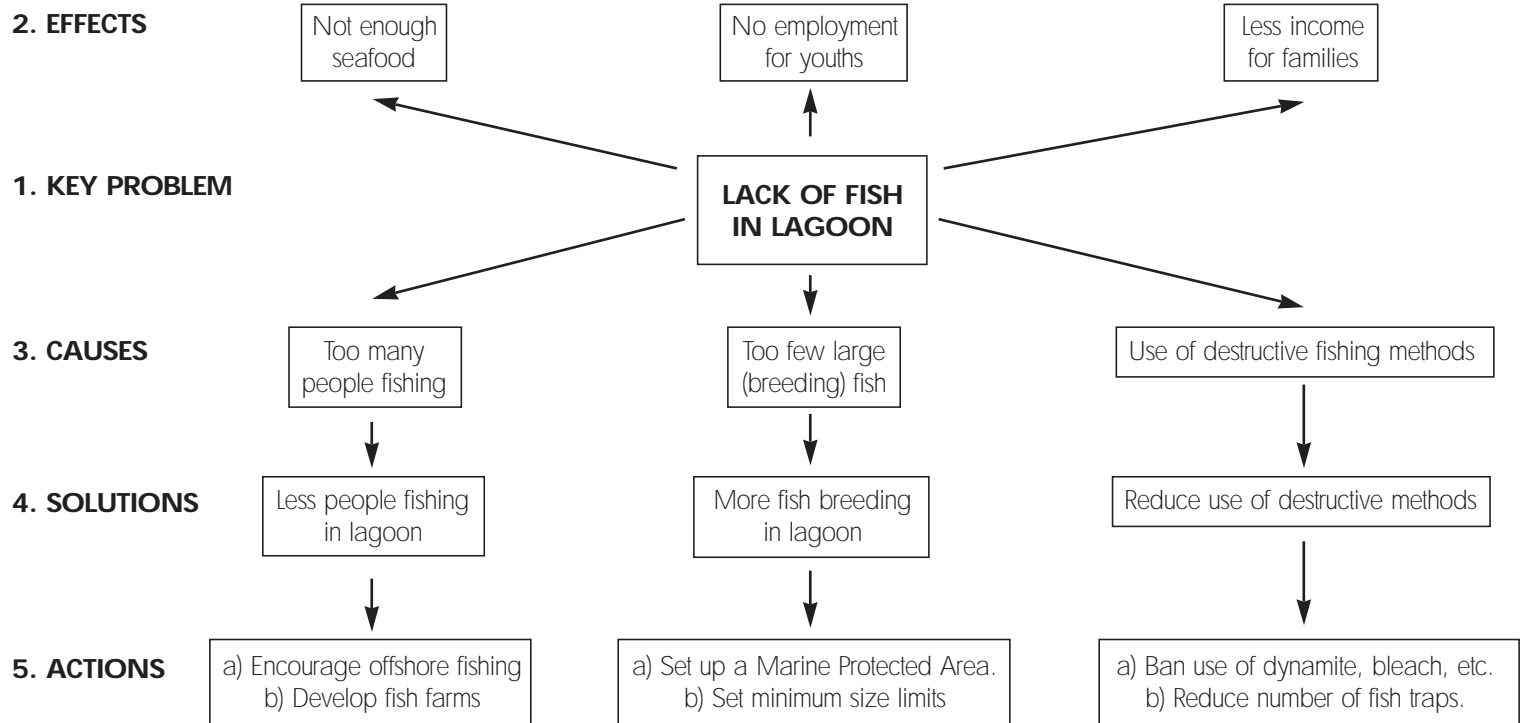 2. EFFECTS
Not enough
seafood
No employment
for youths
Less income
for families
1. KEY PROBLEM
LACK OF FISH
IN LAGOON
3. CAUSES
Too many
people fishing
Too few large
(breeding) fish
Use of destructive fishing methods
4. SOLUTIONS
Less people fishing
in lagoon
More fish breeding
in lagoon
Reduce use of destructive methods
5. ACTIONS
a) Encourage offshore fishing
b) Develop fish farms
a) Set up a Marine Protected Area.
b) Set minimum size limits
a) Ban use of dynamite, bleach, etc.
b) Reduce number of fish traps.